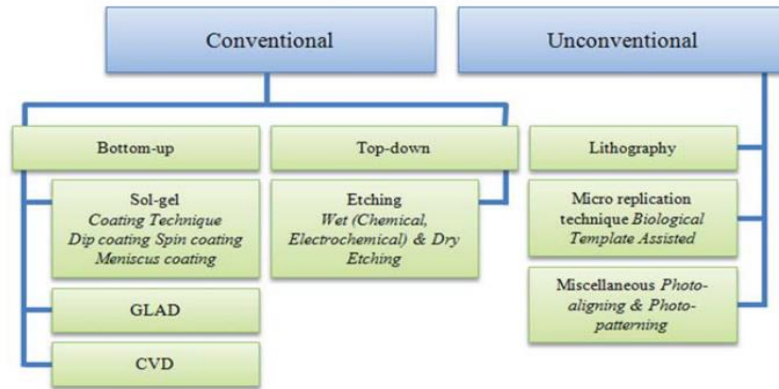 Conventional
Unconventional
Bottom-up
Top-down
Lithography
Sol-gel
Coating Technique
Dip coating Spin coating
Meniscus coating
Etching
Wet (Chemical,
Electrochemical) & Dry
Etching
Micro replication
technique Biological
Template Assisted
GLAD
Miscellaneous Photo-
aligning & Photo-
patterning
CVD